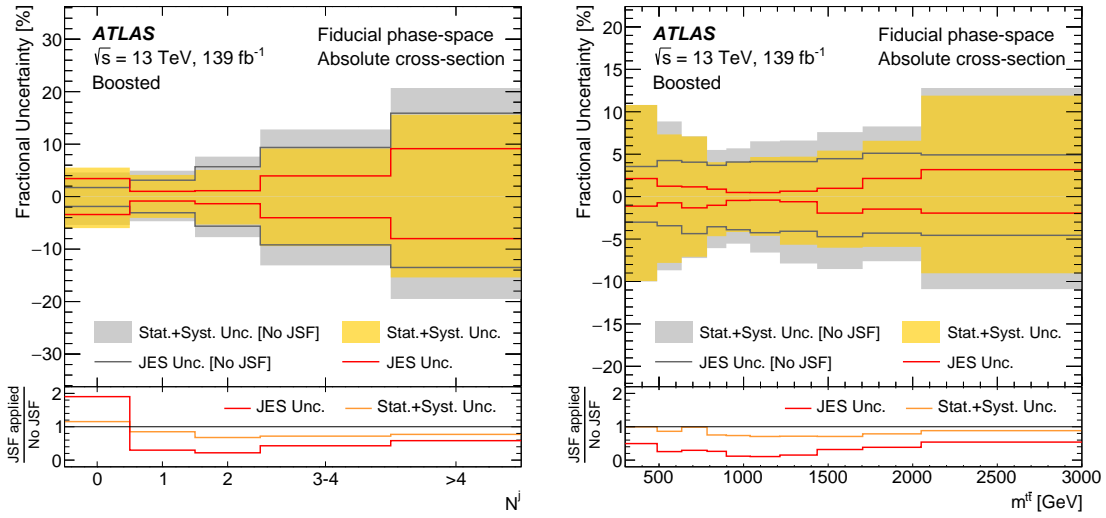 Fractional Uncertainty [%]
30
20
10
0
−10
−20
−30
ATLAS
√s = 13 TeV, 139 fb-1
Boosted
Fiducial phase-space
Absolute cross-section
Stat.+Syst. Unc. [No JSF]
Stat.+Syst. Unc.
JES Unc. [No JSF]
JES Unc.
JSF applied
No JSF
2
1
0
JES Unc.
Stat.+Syst. Unc.
0 1 2 3-4 >4
N^j
Fractional Uncertainty [%]
20
15
10
5
0
−5
−10
−15
−20
ATLAS
√s = 13 TeV, 139 fb-1
Boosted
Fiducial phase-space
Absolute cross-section
Stat.+Syst. Unc. [No JSF]
Stat.+Syst. Unc.
JES Unc. [No JSF]
JES Unc.
JSF applied
No JSF
2
1
0
JES Unc.
Stat.+Syst. Unc.
500 1000 1500 2000 2500 3000
m^tt̄ [GeV]